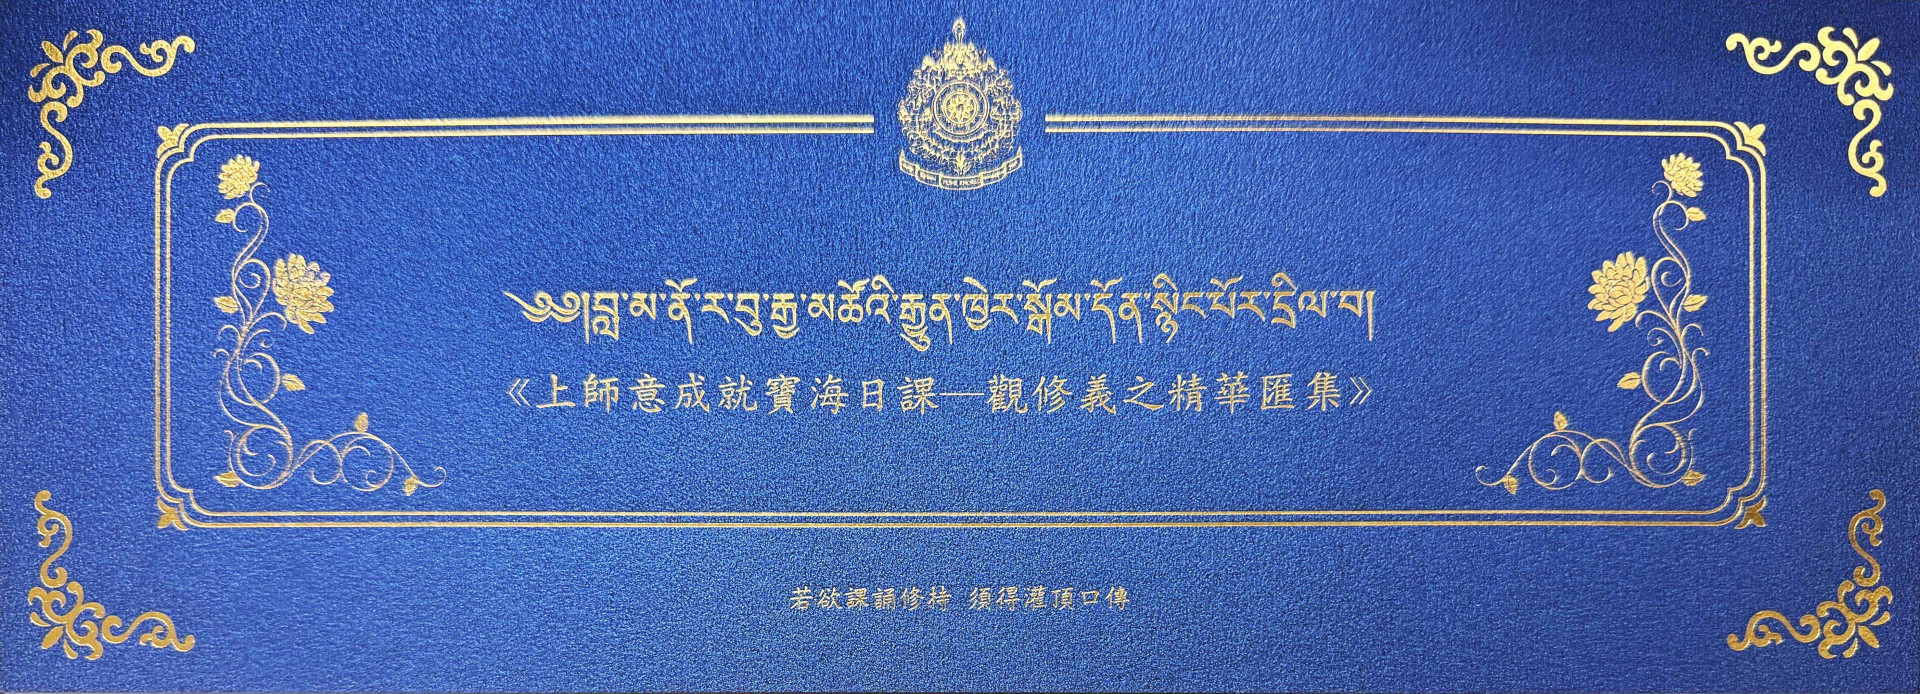 ༄༅།བླ་མ་ནོ་ར་བུ་རྒྱ་མཚོའི་རྒྱུན་ཁྱེར་སྒོམ་དོན་སྙིང་པོར་དྲིལ་བ།
《上師意成就寶海日課—觀修義之精華匯集》
若欲課誦修持 須得灌頂口傳